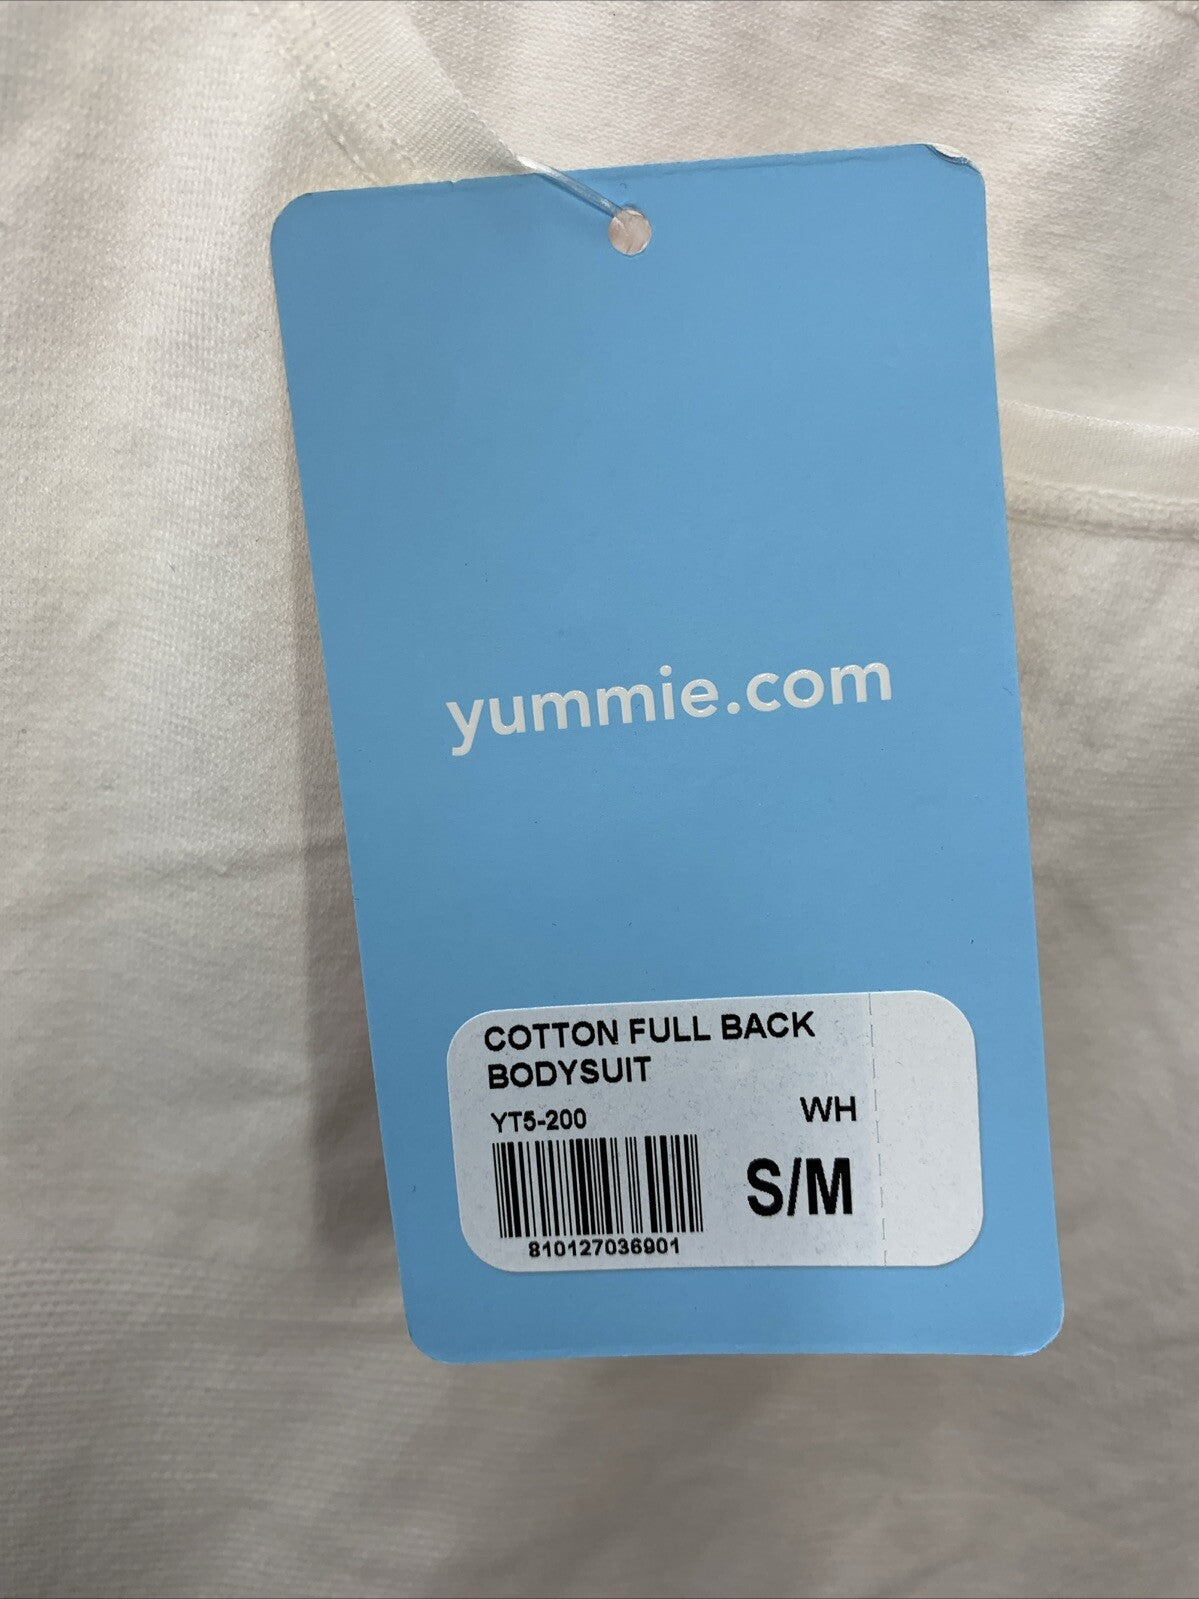 yummie.com
COTTON FULL BACK
BODYSUIT
YT5-200 WH
S/M
810127036901